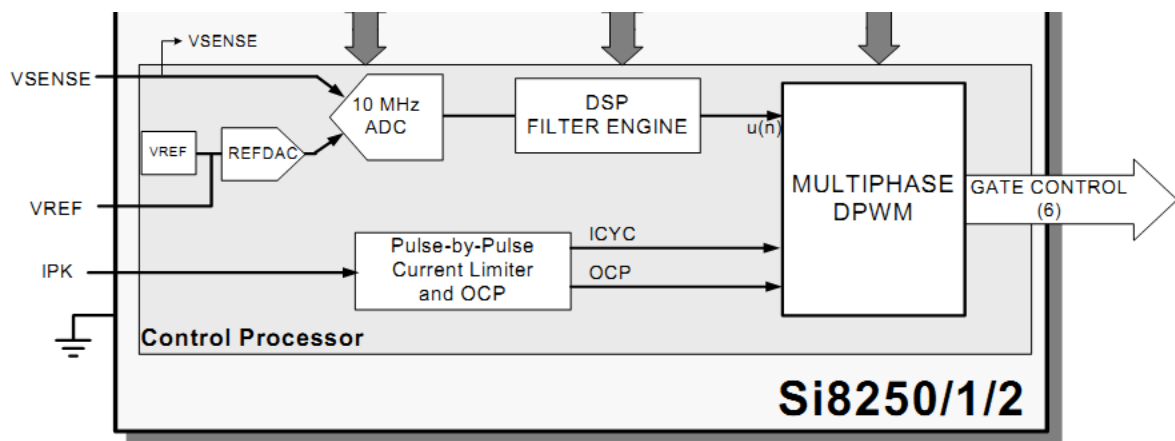 VSENSE
VSENSE
10 MHz
ADC
DSP
FILTER ENGINE
u(n)
VREF
REFDAC
MULTIPHASE
DPWM
GATE CONTROL
(6)
VREF
Pulse-by-Pulse
Current Limiter
and OCP
ICYC
OCP
IPK
Control Processor
Si8250/1/2